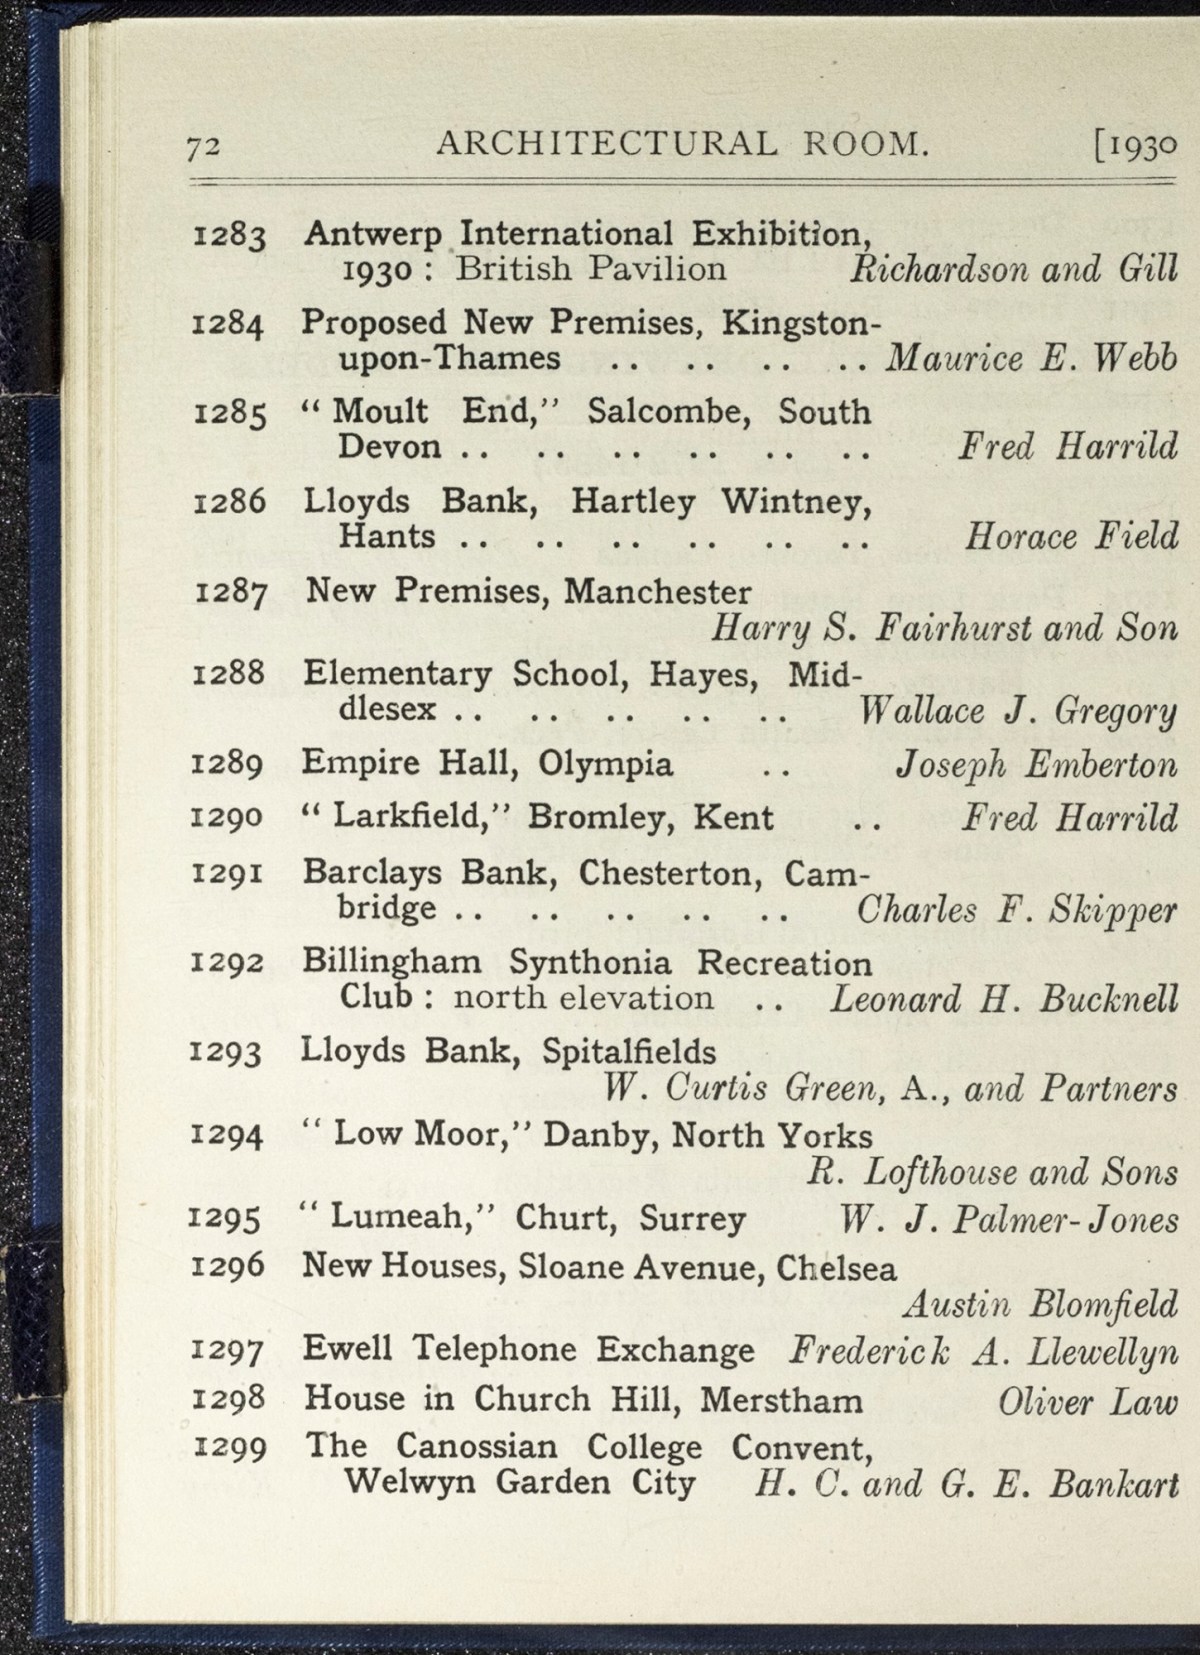 72 ARCHITECTURAL ROOM. [1930
1283 Antwerp International Exhibition,
1930 : British Pavilion Richardson and Gill
1284 Proposed New Premises, Kingston-
upon-Thames .. .. .. .. Maurice E. Webb
1285 “ Moult End,” Salcombe, South
Devon .. .. .. .. .. .. Fred Harrild
1286 Lloyds Bank, Hartley Wintney,
Hants .. .. .. .. .. .. Horace Field
1287 New Premises, Manchester
Harry S. Fairhurst and Son
1288 Elementary School, Hayes, Mid-
dlesex .. .. .. .. .. Wallace J. Gregory
1289 Empire Hall, Olympia .. Joseph Emberton
1290 “ Larkfield,” Bromley, Kent .. Fred Harrild
1291 Barclays Bank, Chesterton, Cam-
bridge .. .. .. .. .. Charles F. Skipper
1292 Billingham Synthonia Recreation
Club : north elevation .. Leonard H. Bucknell
1293 Lloyds Bank, Spitalfields
W. Curtis Green, A., and Partners
1294 “ Low Moor,” Danby, North Yorks
R. Lofthouse and Sons
1295 “ Lumeah,” Churt, Surrey W. J. Palmer-Jones
1296 New Houses, Sloane Avenue, Chelsea
Austin Blomfield
1297 Ewell Telephone Exchange Frederick A. Llewellyn
1298 House in Church Hill, Merstham Oliver Law
1299 The Canossian College Convent,
Welwyn Garden City H. C. and G. E. Bankart